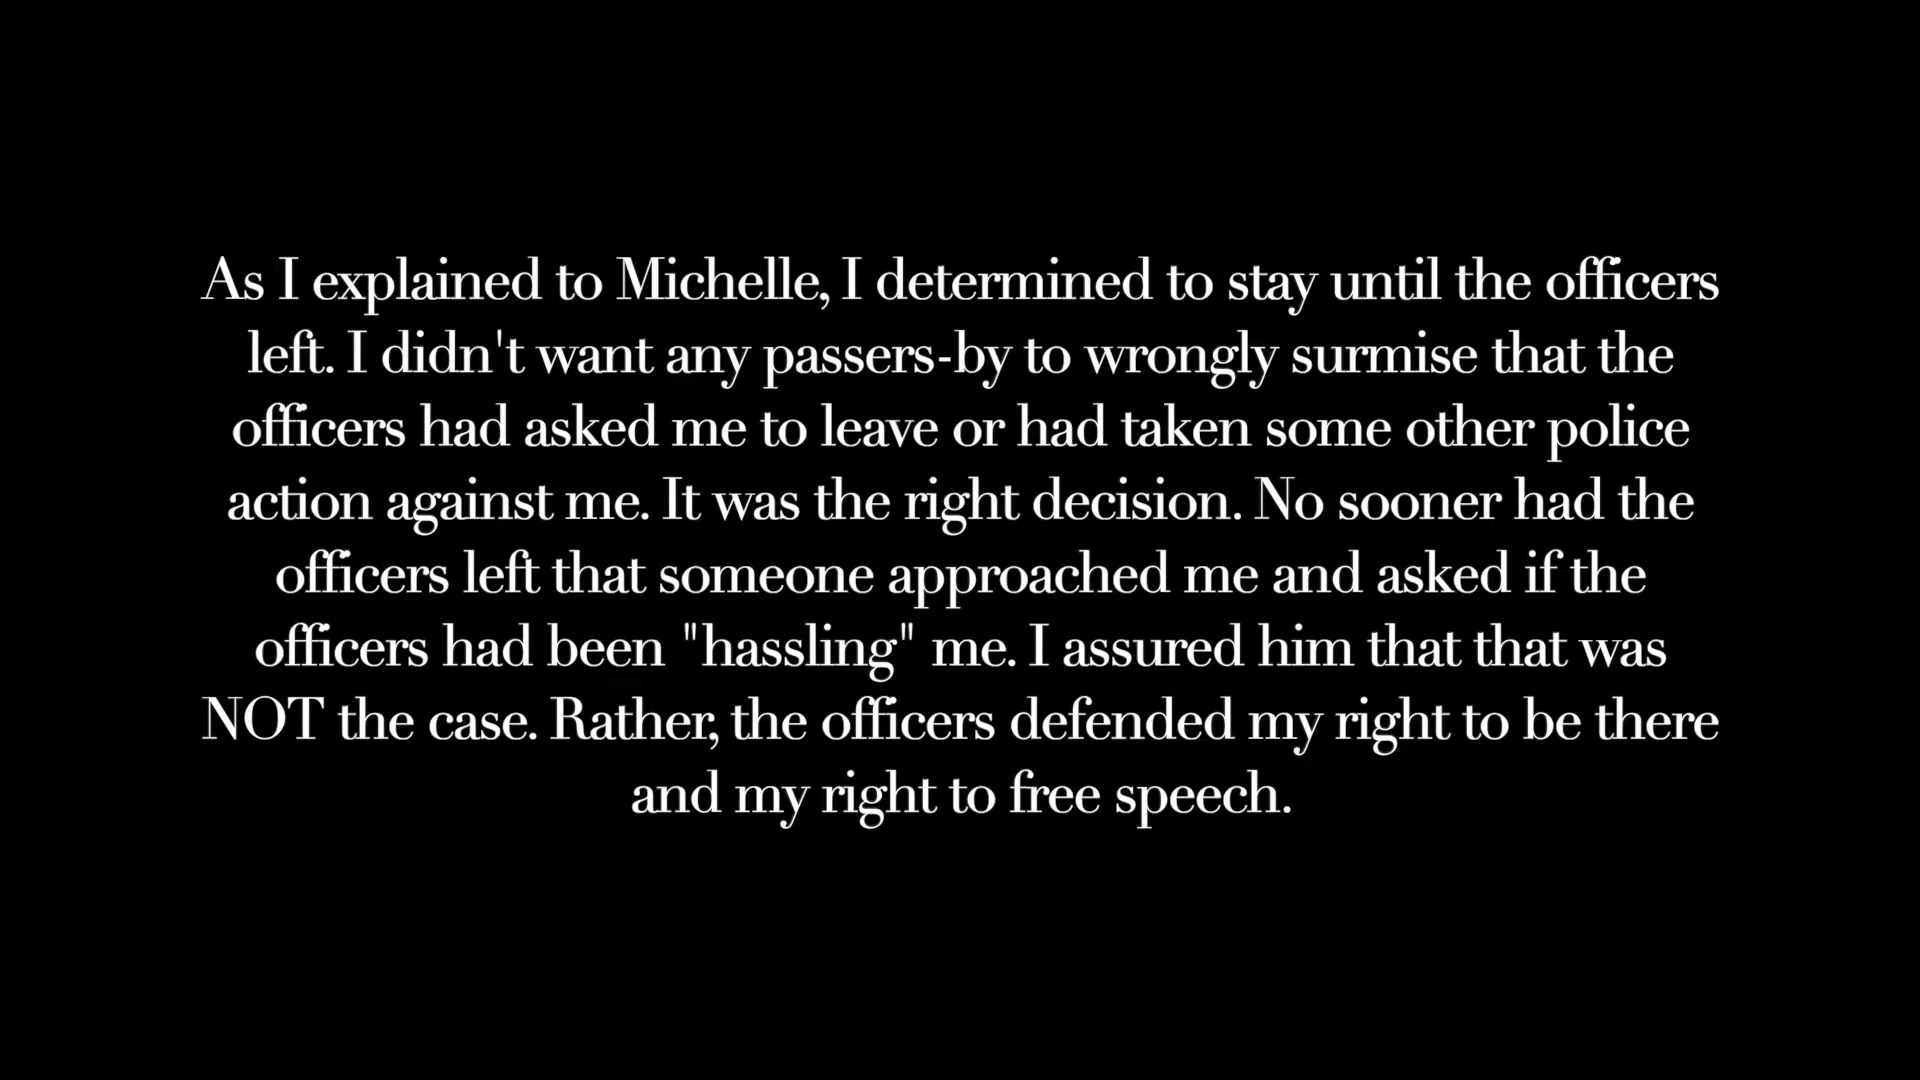 As I explained to Michelle, I determined to stay until the officers
left. I didn't want any passers-by to wrongly surmise that the
officers had asked me to leave or had taken some other police
action against me. It was the right decision. No sooner had the
officers left that someone approached me and asked if the
officers had been "hassling" me. I assured him that that was
NOT the case. Rather, the officers defended my right to be there
and my right to free speech.